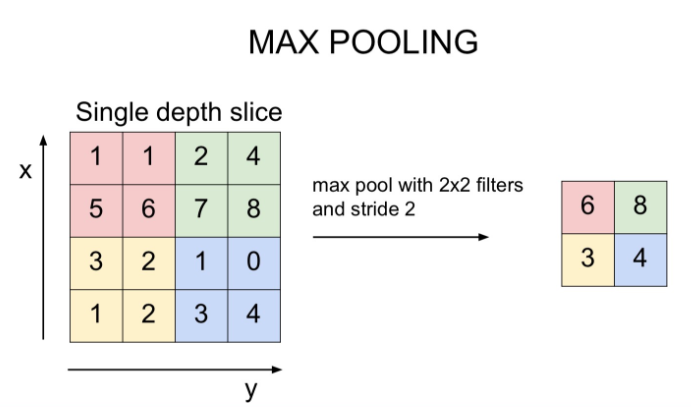 MAX POOLING
Single depth slice
x
1 1 2 4
5 6 7 8
3 2 1 0
1 2 3 4
y
max pool with 2x2 filters
and stride 2
6 8
3 4